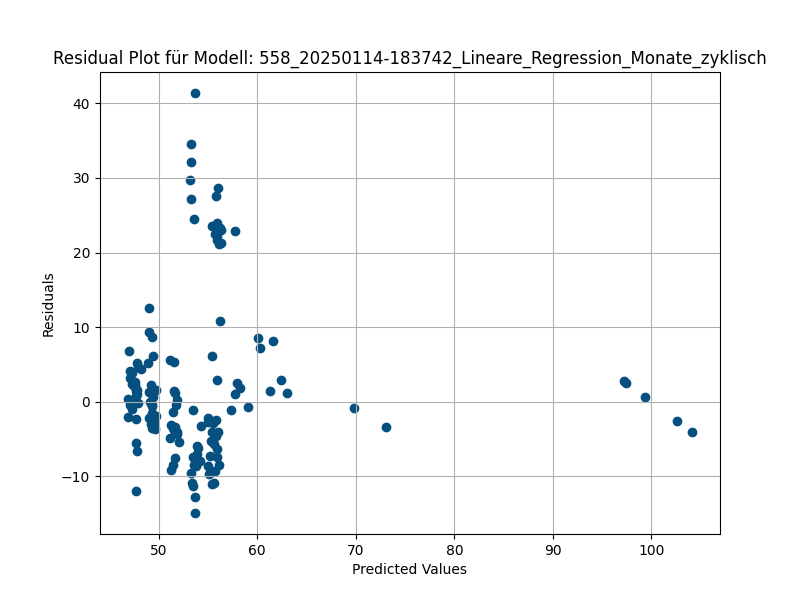 Residual Plot für Modell: 558_20250114-183742_Lineare_Regression_Monate_zyklisch
40
30
20
10
0
−10
Residuals
50 60 70 80 90 100
Predicted Values